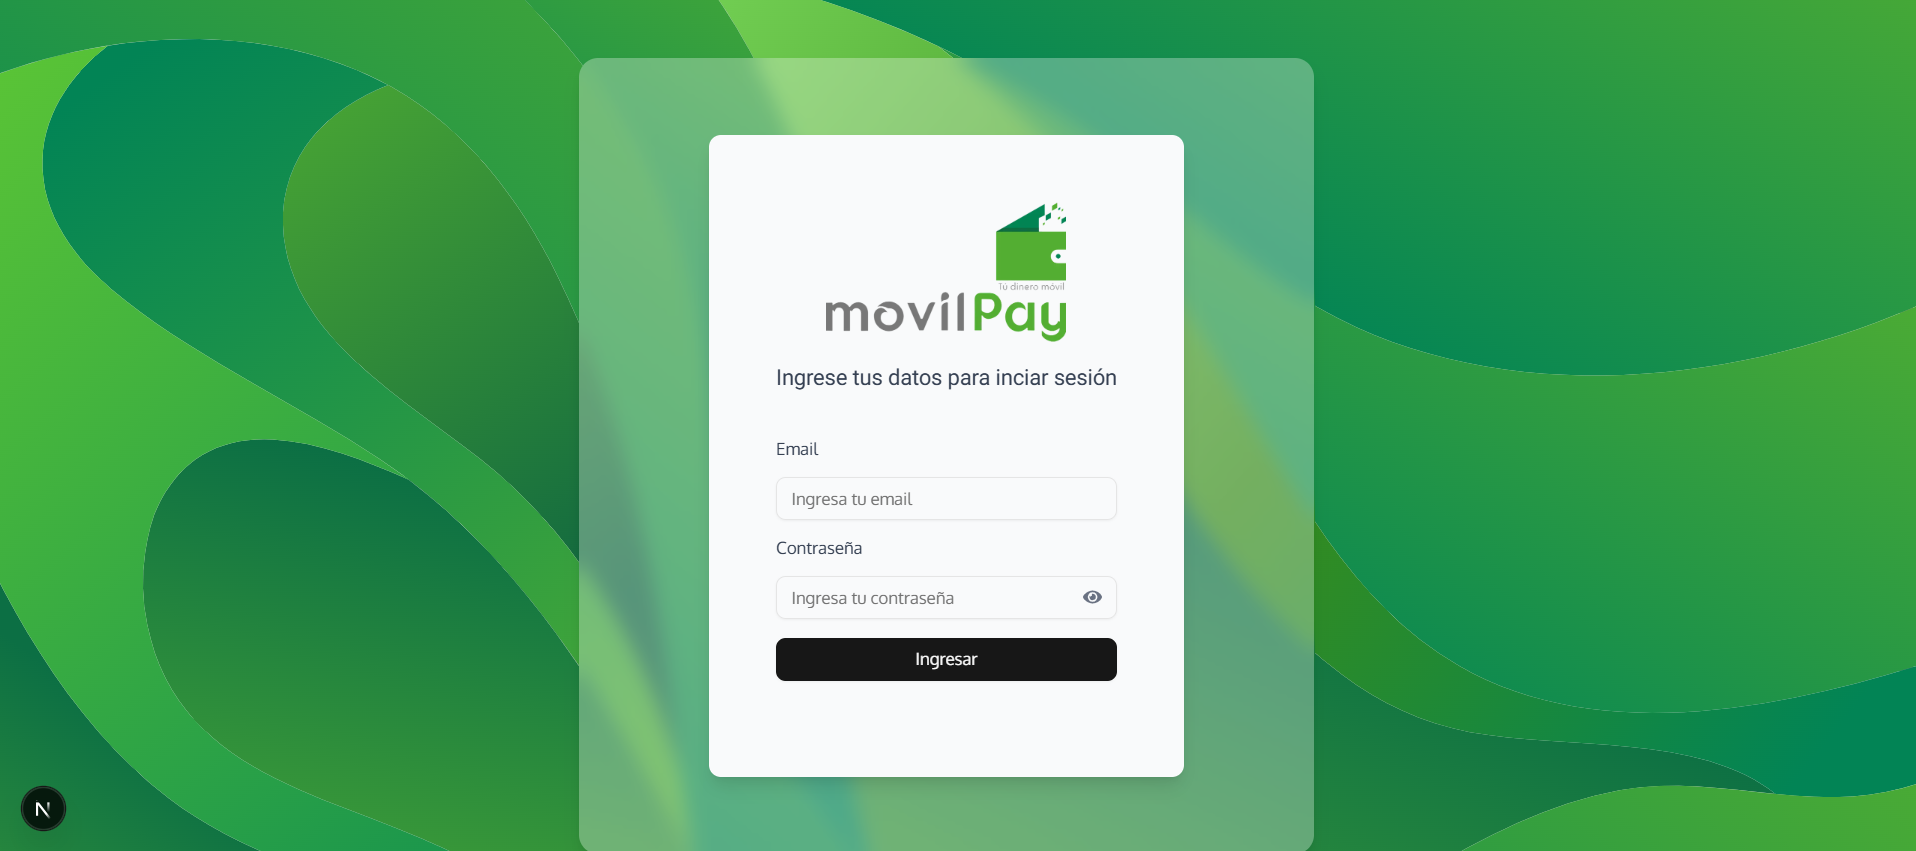 Tu dinero móvil
movilPay
Ingrese tus datos para inciar sesión
Email
Ingresa tu email
Contraseña
Ingresa tu contraseña
Ingresar
N